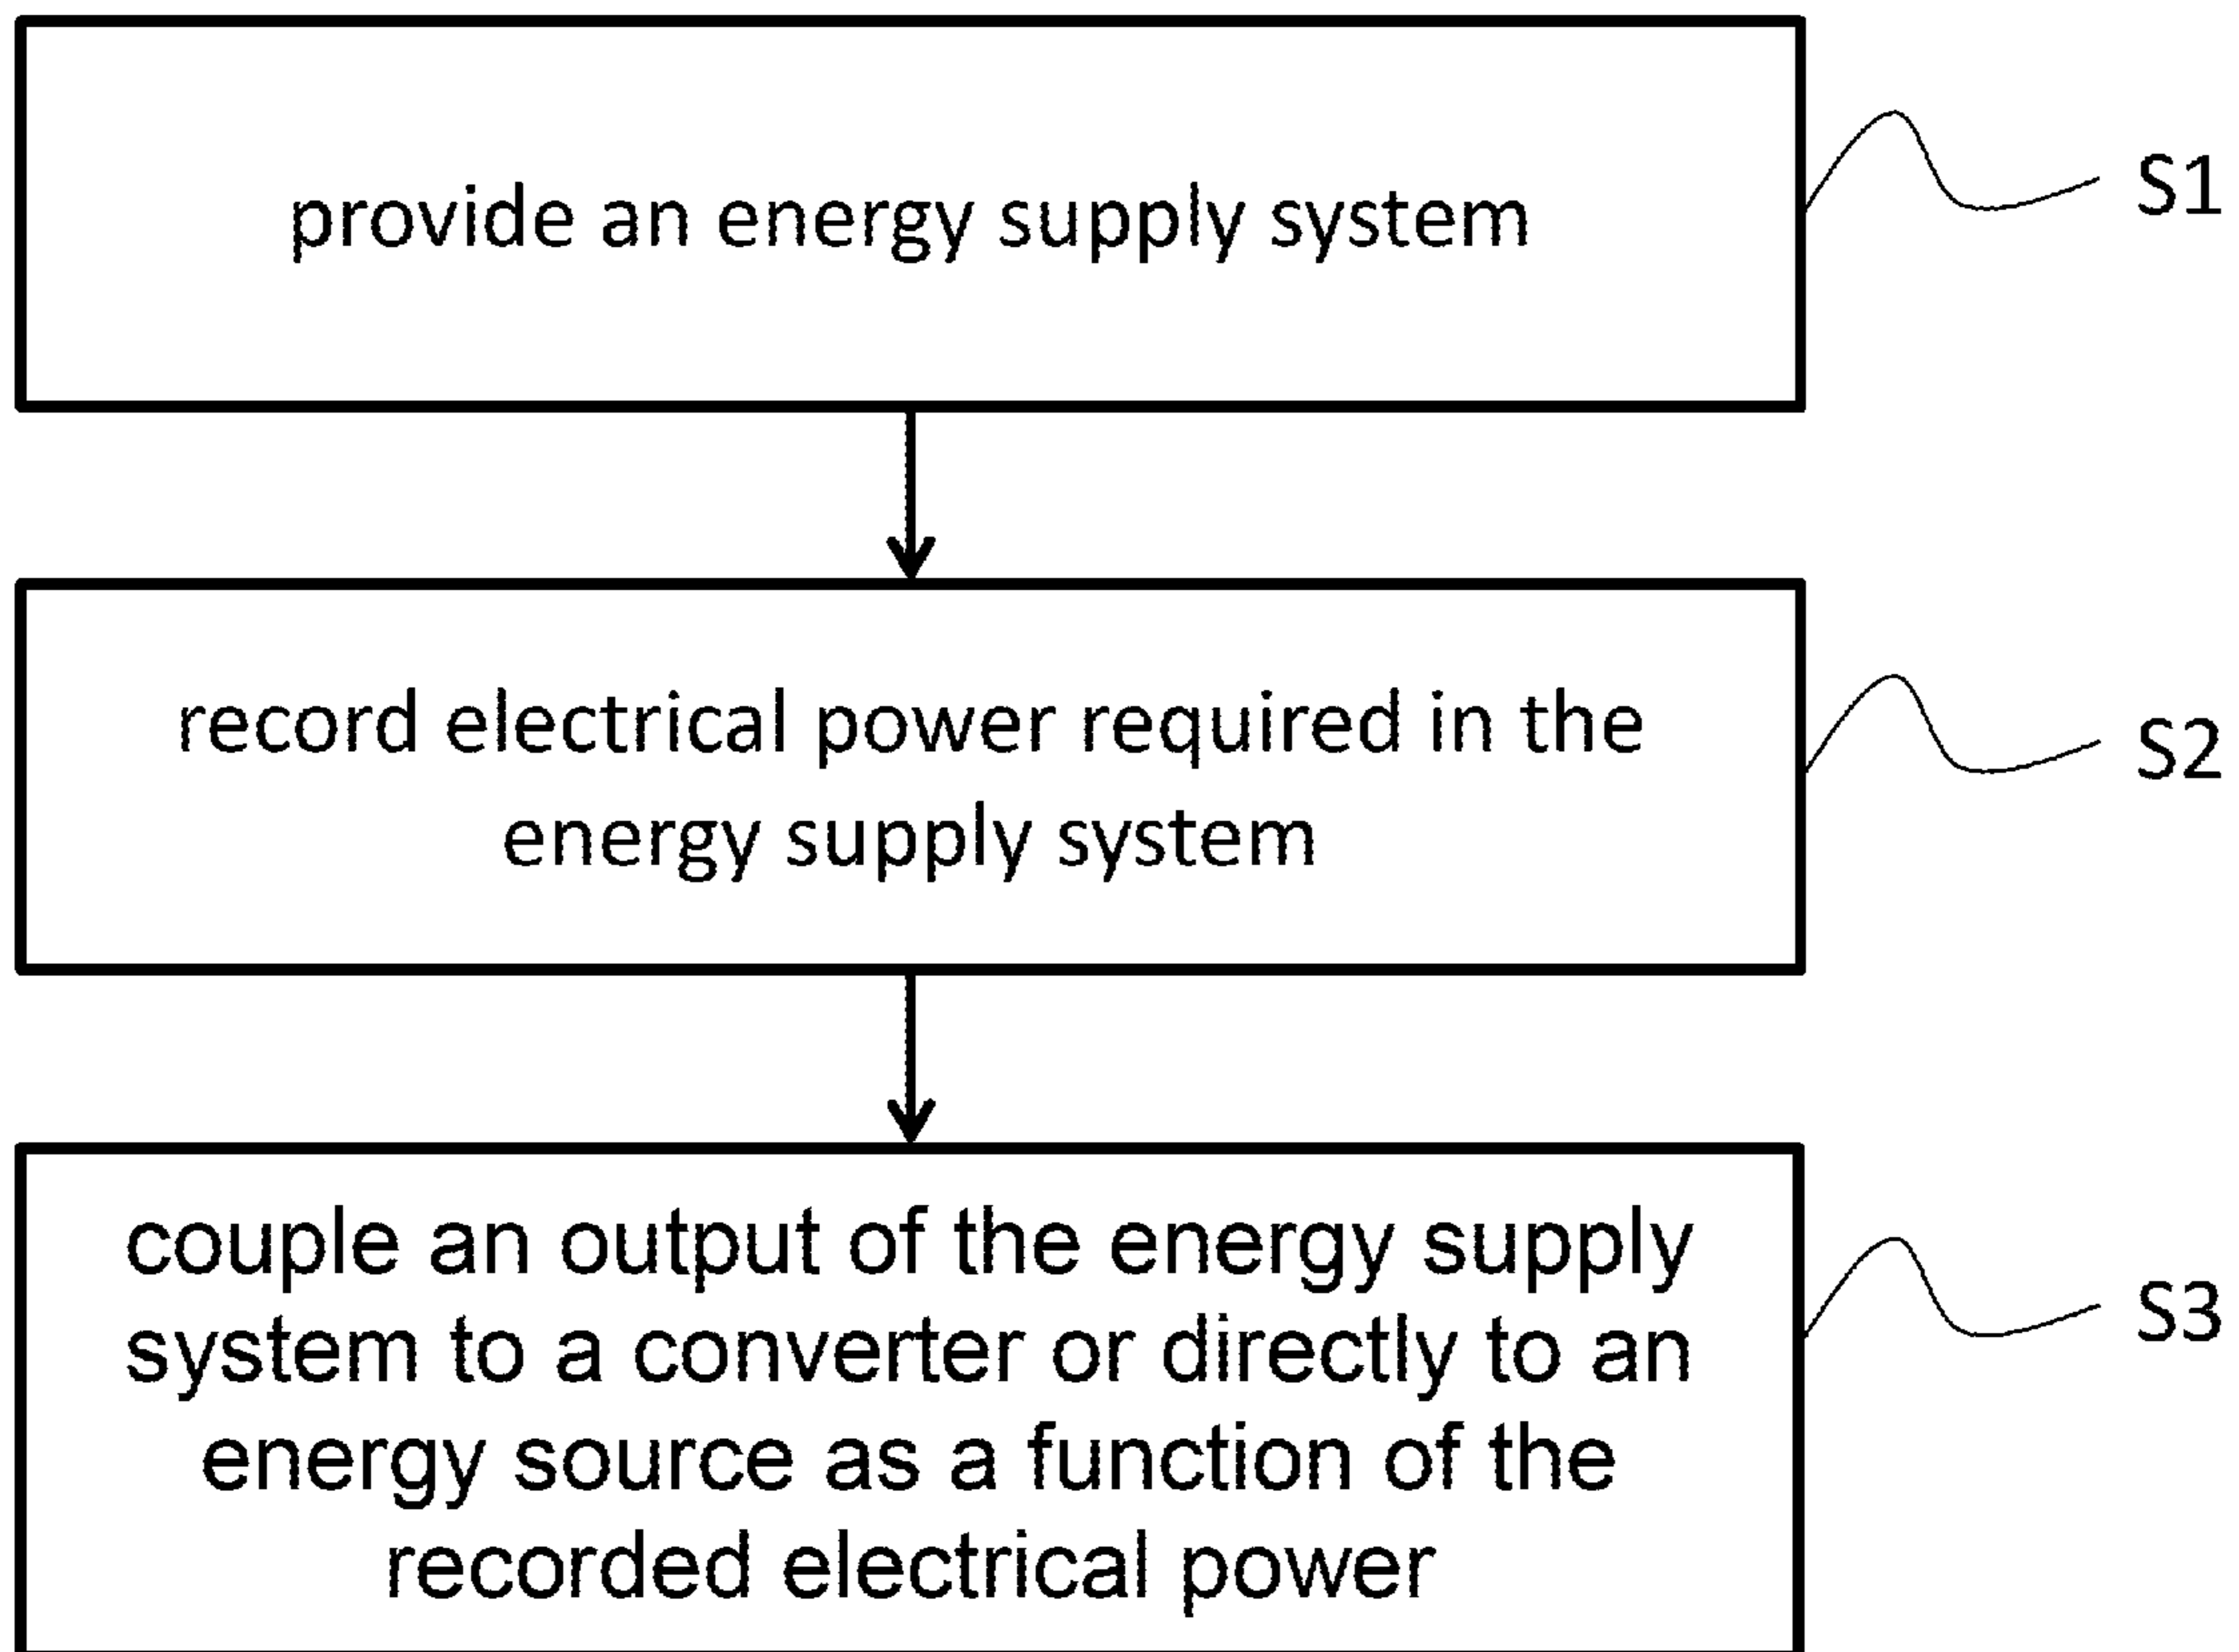 provide an energy supply system
S1
record electrical power required in the
energy supply system
S2
couple an output of the energy supply
system to a converter or directly to an
energy source as a function of the
recorded electrical power
S3